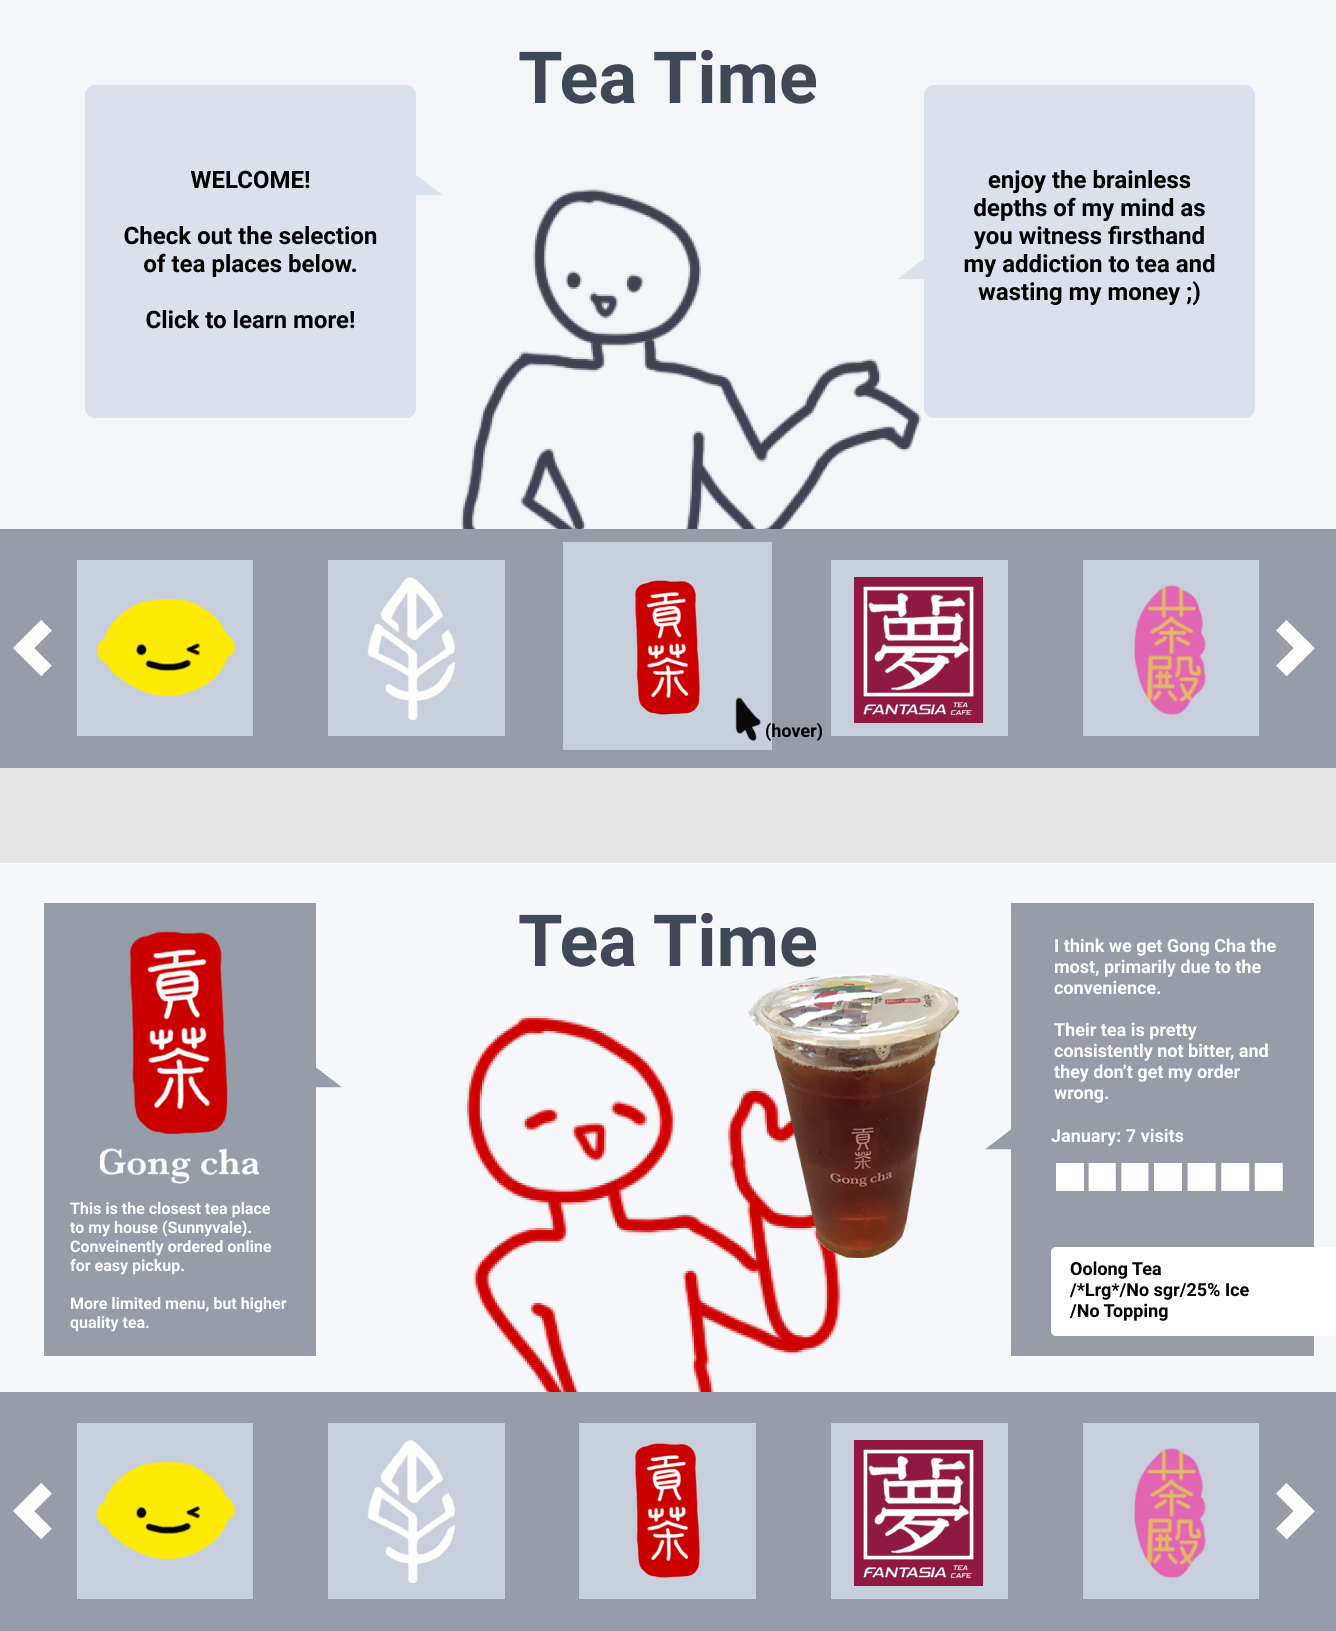 Tea Time
WELCOME!
Check out the selection
of tea places below.
Click to learn more!
enjoy the brainless
depths of my mind as
you witness firsthand
my addiction to tea and
wasting my money ;)
貢茶
夢
FANTASIA TEA CAFE
茶殿
(hover)
Tea Time
貢茶
Gong cha
This is the closest tea place
to my house (Sunnyvale).
Conveinently ordered online
for easy pickup.
More limited menu, but higher
quality tea.
貢茶
Gong cha
I think we get Gong Cha the
most, primarily due to the
convenience.
Their tea is pretty
consistently not bitter, and
they don't get my order
wrong.
January: 7 visits
Oolong Tea
/*Lrg*/No sgr/25% Ice
/No Topping
貢茶
夢
FANTASIA TEA CAFE
茶殿